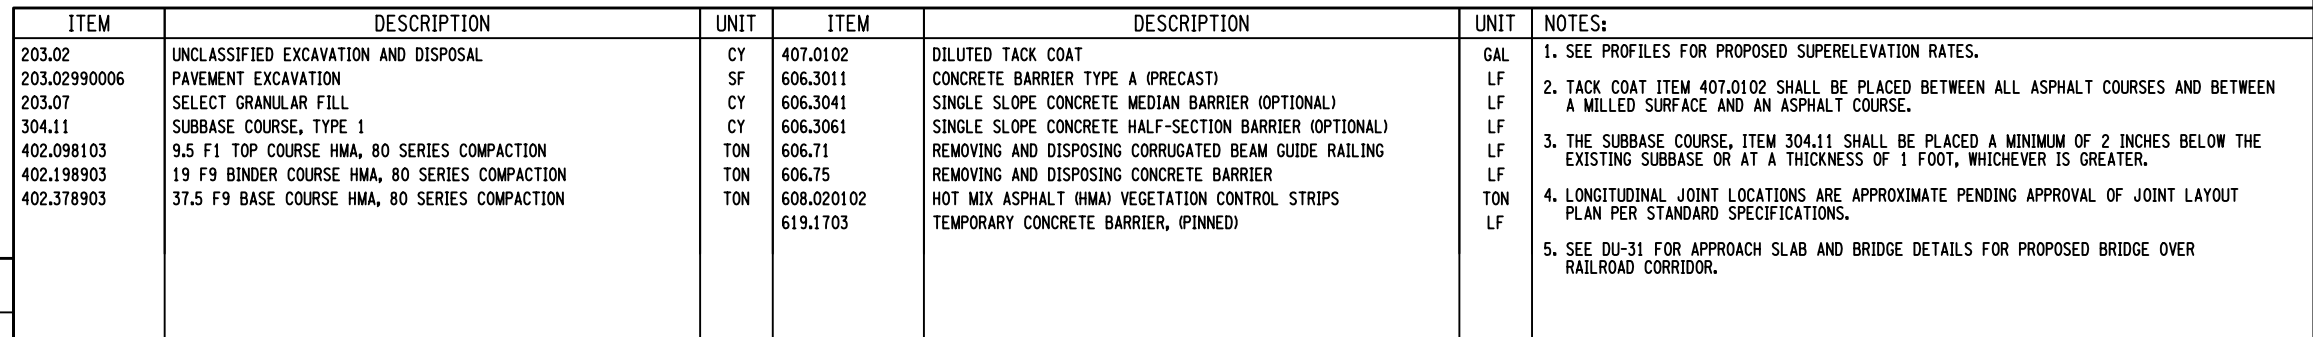 ITEM DESCRIPTION UNIT ITEM DESCRIPTION UNIT NOTES:
203.02 UNCLASSIFIED EXCAVATION AND DISPOSAL CY
203.02990006 PAVEMENT EXCAVATION SF
203.07 SELECT GRANULAR FILL CY
304.11 SUBBASE COURSE, TYPE 1 CY
402.098103 9.5 F1 TOP COURSE HMA, 80 SERIES COMPACTION TON
402.198903 19 F9 BINDER COURSE HMA, 80 SERIES COMPACTION TON
402.378903 37.5 F9 BASE COURSE HMA, 80 SERIES COMPACTION TON
407.0102 DILUTED TACK COAT GAL
606.3011 CONCRETE BARRIER TYPE A (PRECAST) LF
606.3041 SINGLE SLOPE CONCRETE MEDIAN BARRIER (OPTIONAL) LF
606.3061 SINGLE SLOPE CONCRETE HALF-SECTION BARRIER (OPTIONAL) LF
606.71 REMOVING AND DISPOSING CORRUGATED BEAM GUIDE RAILING LF
606.75 REMOVING AND DISPOSING CONCRETE BARRIER LF
608.020102 HOT MIX ASPHALT (HMA) VEGETATION CONTROL STRIPS TON
619.1703 TEMPORARY CONCRETE BARRIER, (PINNED) LF
1. SEE PROFILES FOR PROPOSED SUPERELEVATION RATES.
2. TACK COAT ITEM 407.0102 SHALL BE PLACED BETWEEN ALL ASPHALT COURSES AND BETWEEN
A MILLED SURFACE AND AN ASPHALT COURSE.
3. THE SUBBASE COURSE, ITEM 304.11 SHALL BE PLACED A MINIMUM OF 2 INCHES BELOW THE
EXISTING SUBBASE OR AT A THICKNESS OF 1 FOOT, WHICHEVER IS GREATER.
4. LONGITUDINAL JOINT LOCATIONS ARE APPROXIMATE PENDING APPROVAL OF JOINT LAYOUT
PLAN PER STANDARD SPECIFICATIONS.
5. SEE DU-31 FOR APPROACH SLAB AND BRIDGE DETAILS FOR PROPOSED BRIDGE OVER
RAILROAD CORRIDOR.